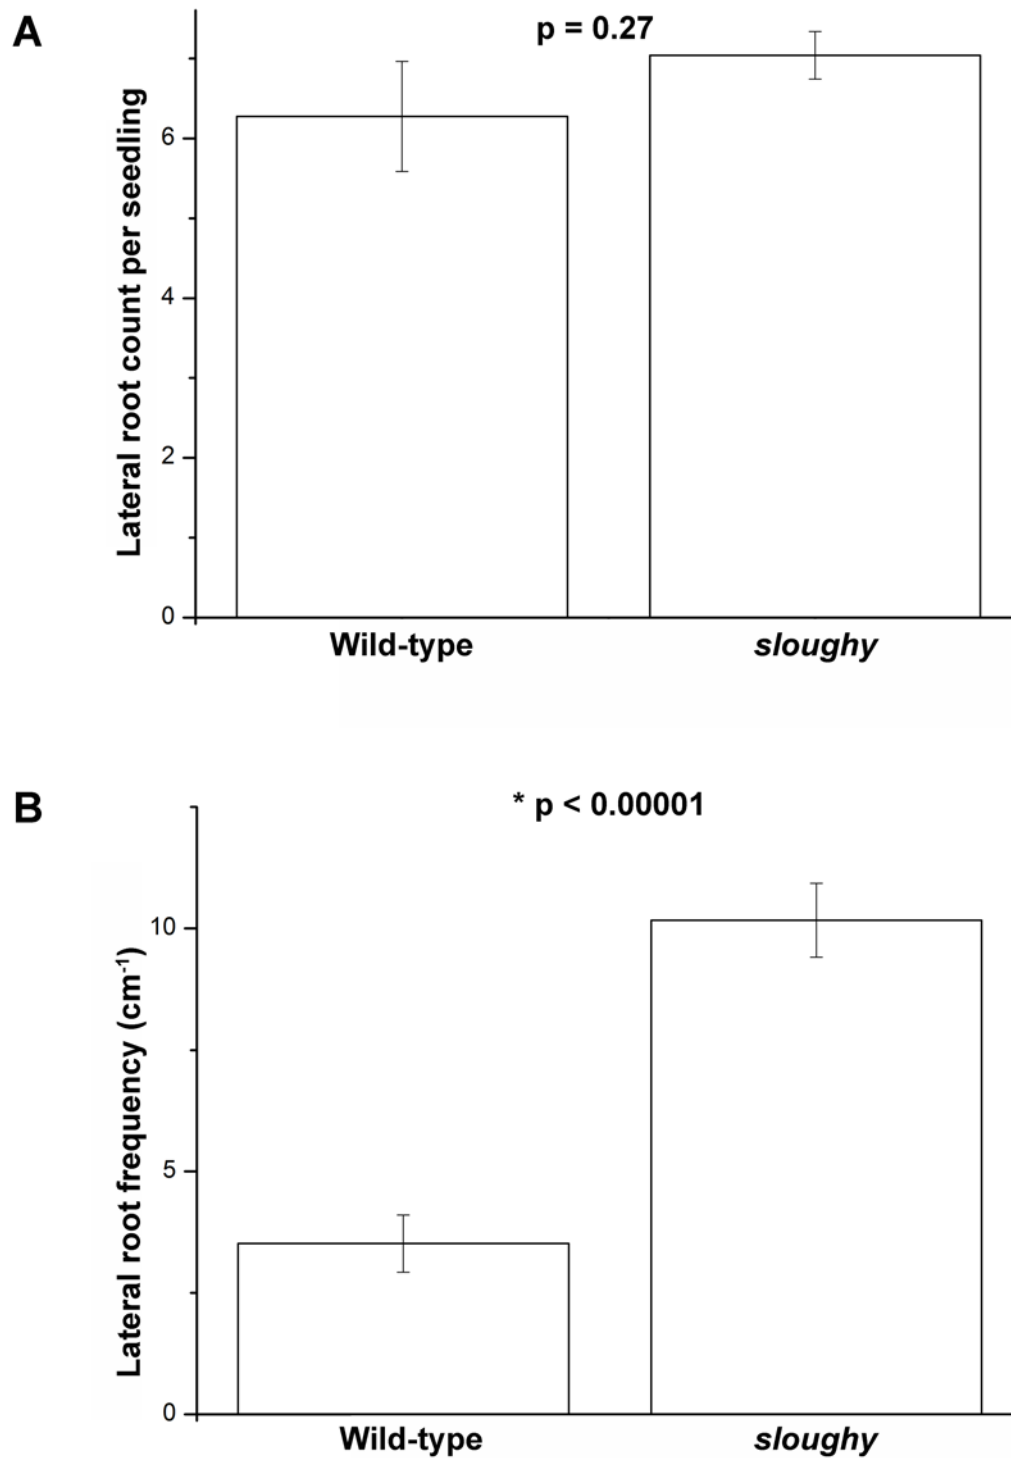 A
p = 0.27
Lateral root count per seedling
6
4
2
0
Wild-type
sloughy
B
* p < 0.00001
Lateral root frequency (cm⁻¹)
10
5
0
Wild-type
sloughy